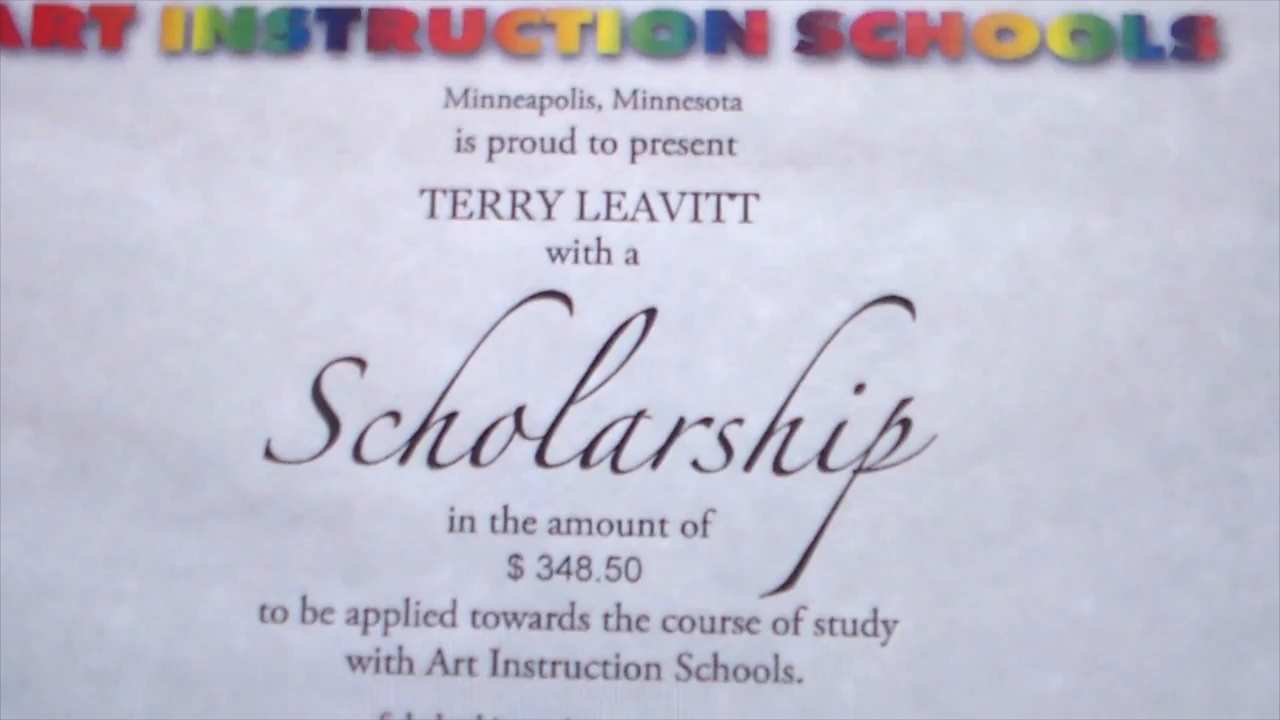 ART INSTRUCTION SCHOOLS
Minneapolis, Minnesota
is proud to present
TERRY LEAVITT
with a
Scholarship
in the amount of
$ 348.50
to be applied towards the course of study
with Art Instruction Schools.